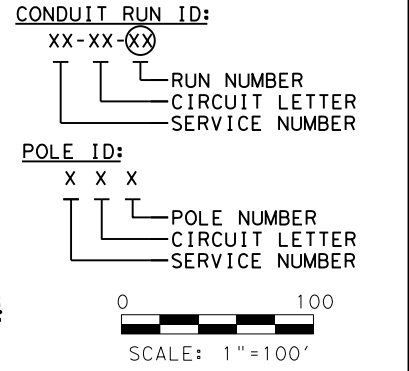 CONDUIT RUN ID:
XX-XX-XX
RUN NUMBER
CIRCUIT LETTER
SERVICE NUMBER
POLE ID:
X X X
POLE NUMBER
CIRCUIT LETTER
SERVICE NUMBER
0 100
SCALE: 1"=100'